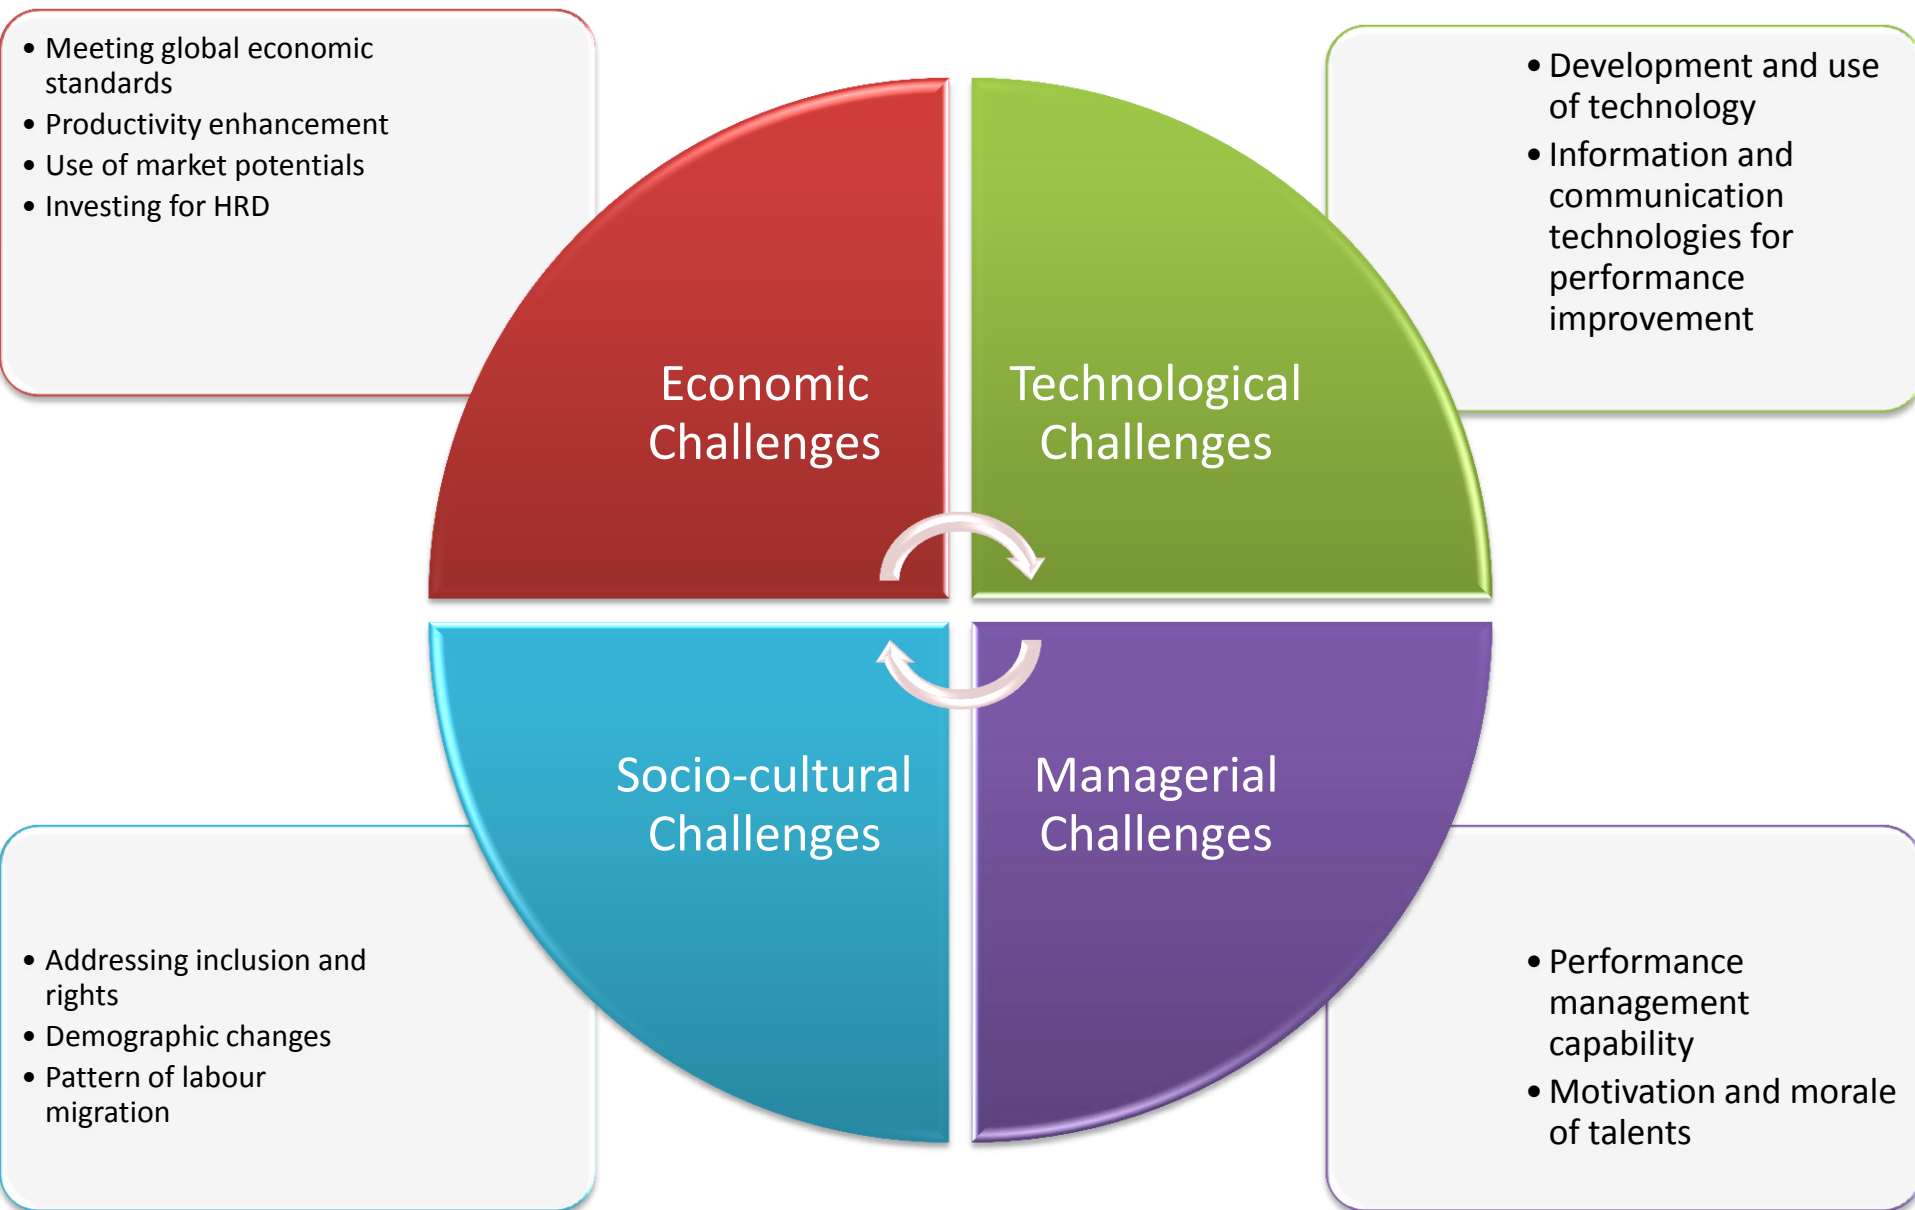 • Meeting global economic
standards
• Productivity enhancement
• Use of market potentials
• Investing for HRD
• Development and use
of technology
• Information and
communication
technologies for
performance
improvement
Economic
Challenges
Technological
Challenges
Socio-cultural
Challenges
Managerial
Challenges
• Addressing inclusion and
rights
• Demographic changes
• Pattern of labour
migration
• Performance
management
capability
• Motivation and morale
of talents